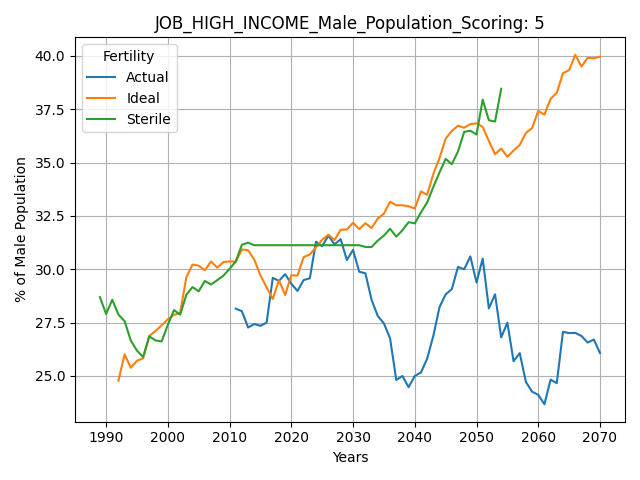 JOB_HIGH_INCOME_Male_Population_Scoring: 5
Fertility
Actual
Ideal
Sterile
% of Male Population
40.0
37.5
35.0
32.5
30.0
27.5
25.0
1990 2000 2010 2020 2030 2040 2050 2060 2070
Years